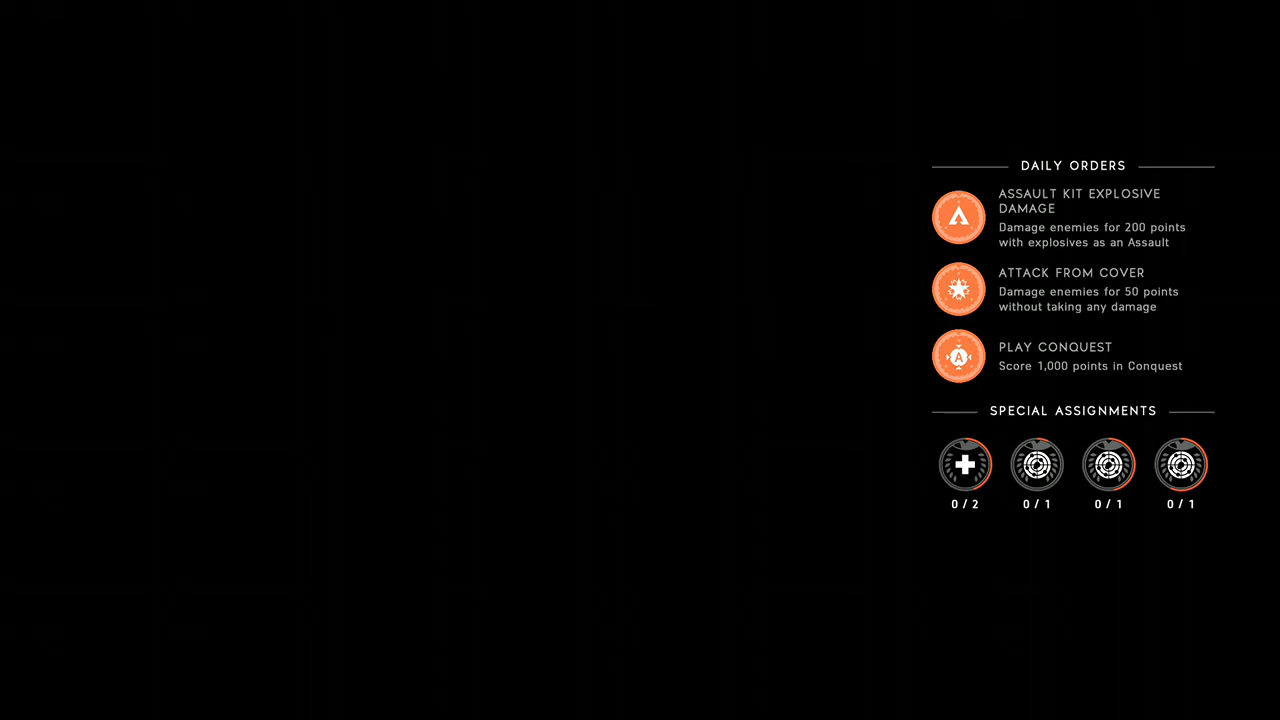 DAILY ORDERS
ASSAULT KIT EXPLOSIVE
DAMAGE
Damage enemies for 200 points
with explosives as an Assault
ATTACK FROM COVER
Damage enemies for 50 points
without taking any damage
A
PLAY CONQUEST
Score 1,000 points in Conquest
SPECIAL ASSIGNMENTS
0 / 2 0 / 1 0 / 1 0 / 1